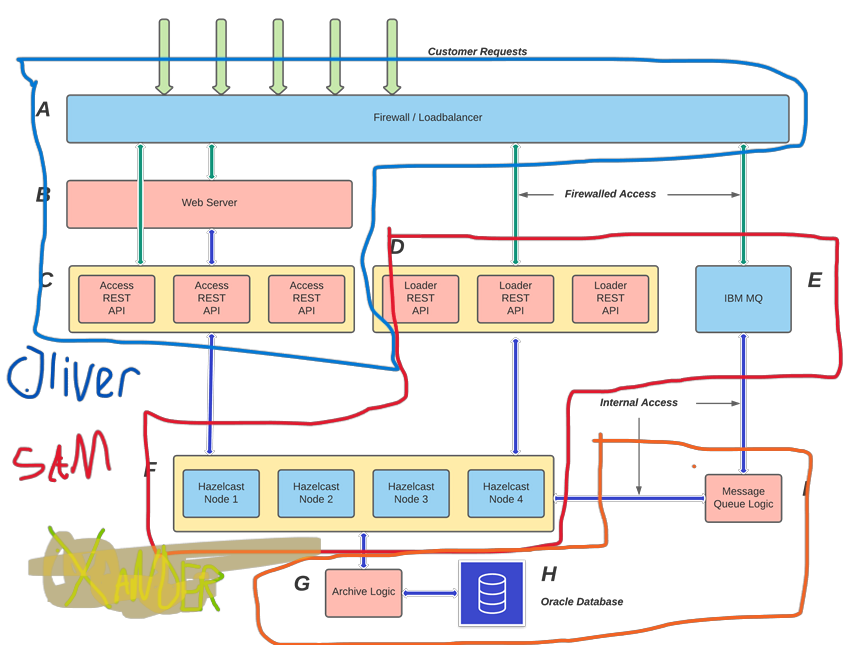 Customer Requests
A
Firewall / Loadbalancer
B
Web Server
Firewalled Access
C
Access
REST
API
Access
REST
API
Access
REST
API
D
Loader
REST
API
Loader
REST
API
Loader
REST
API
IBM MQ
E
Oliver
Internal Access
SAM
F
Hazelcast
Node 1
Hazelcast
Node 2
Hazelcast
Node 3
Hazelcast
Node 4
Message
Queue Logic
XANDER
G
Archive Logic
H
Oracle Database